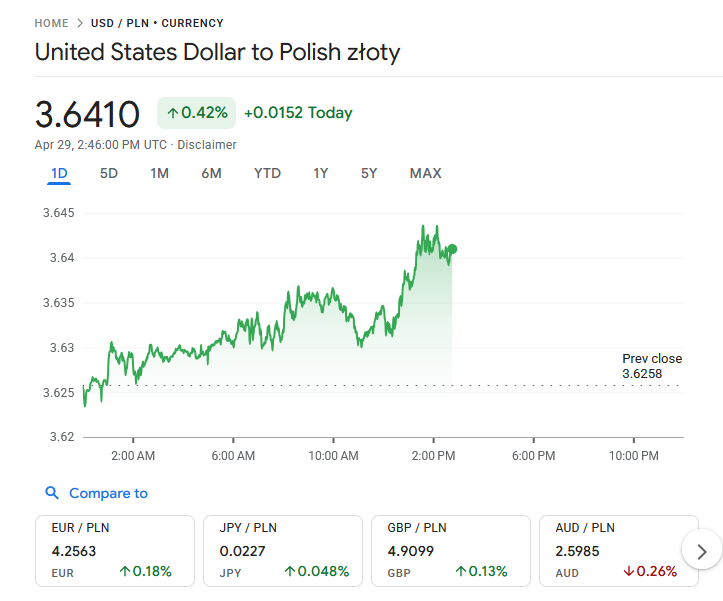 HOME > USD / PLN • CURRENCY
United States Dollar to Polish złoty
3.6410 ↑0.42% +0.0152 Today
Apr 29, 2:46:00 PM UTC · Disclaimer
1D 5D 1M 6M YTD 1Y 5Y MAX
3.645
3.64
3.635
3.63
3.625
3.62
Prev close
3.6258
2:00 AM 6:00 AM 10:00 AM 2:00 PM 6:00 PM 10:00 PM
Compare to
EUR / PLN
4.2563
EUR ↑0.18%
JPY / PLN
0.0227
JPY ↑0.048%
GBP / PLN
4.9099
GBP ↑0.13%
AUD / PLN
2.5985
AUD ↓0.26%